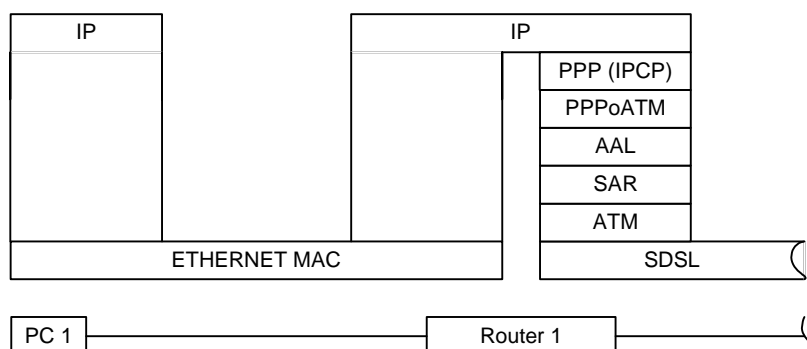 IP
IP
PPP (IPCP)
PPPoATM
AAL
SAR
ATM
ETHERNET MAC
SDSL
PC 1
Router 1